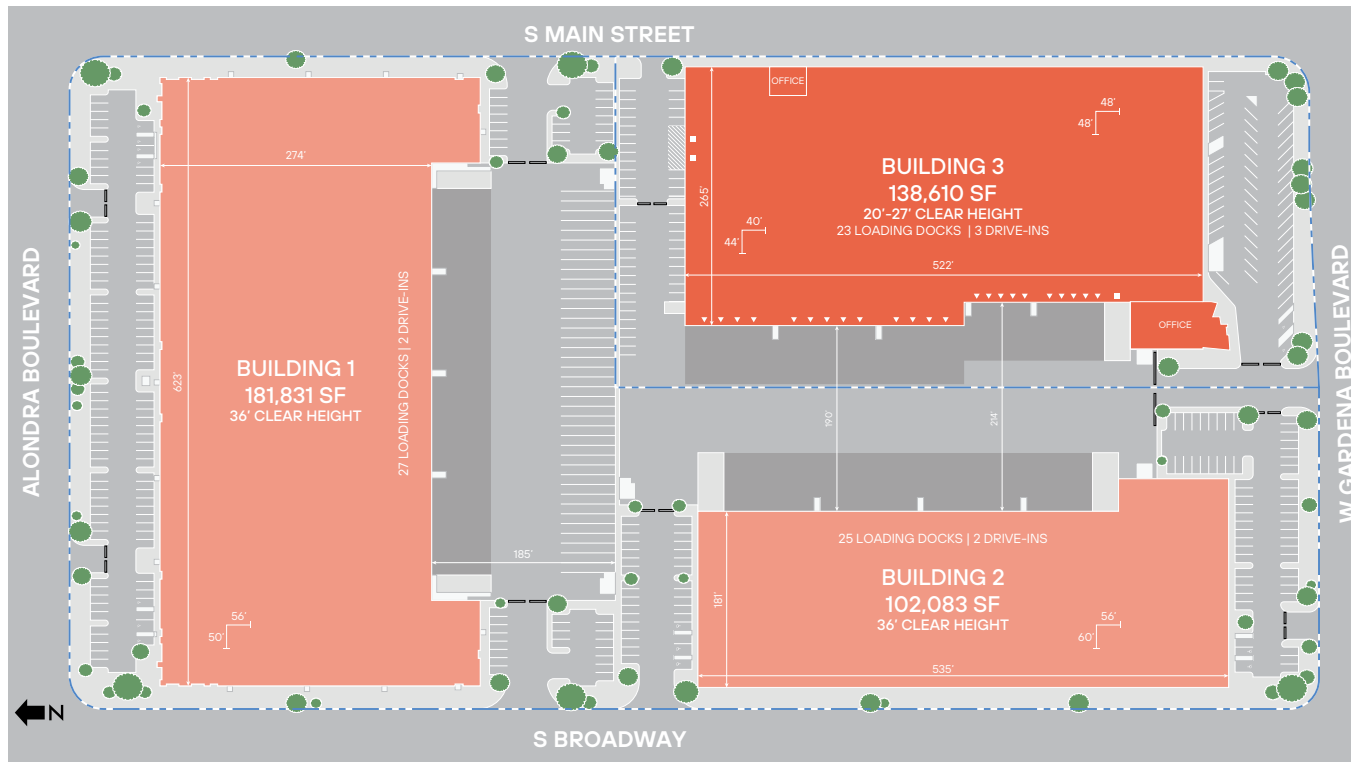 S MAIN STREET
ALONDRA BOULEVARD
274'
623'
BUILDING 1
181,831 SF
36' CLEAR HEIGHT
27 LOADING DOCKS | 2 DRIVE-INS
185'
56'
50'
OFFICE
48'
48'
265'
BUILDING 3
138,610 SF
20'-27' CLEAR HEIGHT
23 LOADING DOCKS | 3 DRIVE-INS
40'
44'
522'
OFFICE
190'
214'
W GARDENA BOULEVARD
25 LOADING DOCKS | 2 DRIVE-INS
BUILDING 2
102,083 SF
36' CLEAR HEIGHT
181'
56'
60'
535'
N
S BROADWAY